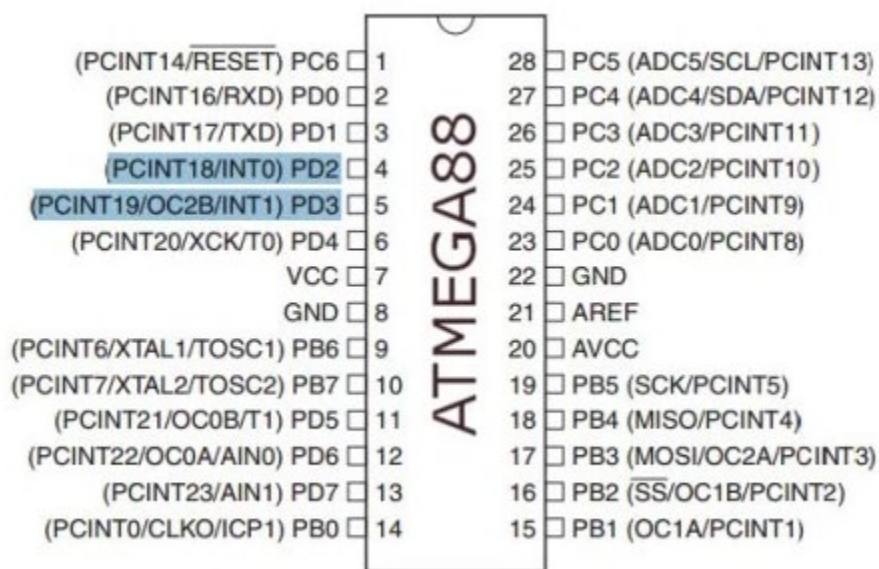 (PCINT14/RESET) PC6 1
(PCINT16/RXD) PD0 2
(PCINT17/TXD) PD1 3
(PCINT18/INT0) PD2 4
(PCINT19/OC2B/INT1) PD3 5
(PCINT20/XCK/T0) PD4 6
VCC 7
GND 8
(PCINT6/XTAL1/TOSC1) PB6 9
(PCINT7/XTAL2/TOSC2) PB7 10
(PCINT21/OC0B/T1) PD5 11
(PCINT22/OC0A/AIN0) PD6 12
(PCINT23/AIN1) PD7 13
(PCINT0/CLKO/ICP1) PB0 14
ATMEGA88
28 PC5 (ADC5/SCL/PCINT13)
27 PC4 (ADC4/SDA/PCINT12)
26 PC3 (ADC3/PCINT11)
25 PC2 (ADC2/PCINT10)
24 PC1 (ADC1/PCINT9)
23 PC0 (ADC0/PCINT8)
22 GND
21 AREF
20 AVCC
19 PB5 (SCK/PCINT5)
18 PB4 (MISO/PCINT4)
17 PB3 (MOSI/OC2A/PCINT3)
16 PB2 (SS/OC1B/PCINT2)
15 PB1 (OC1A/PCINT1)